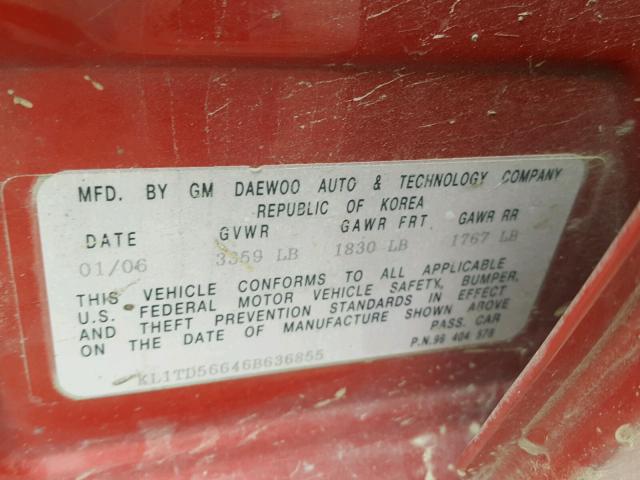 MFD. BY GM DAEWOO AUTO & TECHNOLOGY COMPANY
REPUBLIC OF KOREA
DATE GVWR GAWR FRT GAWR RR
01/06 3359 LB 1830 LB 1767 LB
THIS VEHICLE CONFORMS TO ALL APPLICABLE
U.S. FEDERAL MOTOR VEHICLE SAFETY, BUMPER,
AND THEFT PREVENTION STANDARDS IN EFFECT
ON THE DATE OF MANUFACTURE SHOWN ABOVE
PASS. CAR
KL1TD56646B636855
P.N.96 404 578